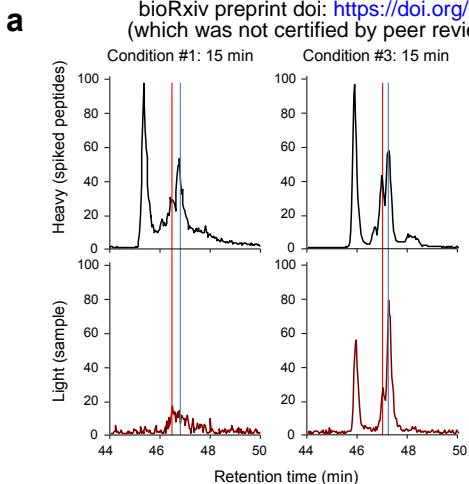 bioRxiv preprint doi: https://doi.org/
(which was not certified by peer revie
a
Condition #1: 15 min
Condition #3: 15 min
Heavy (spiked peptides)
100
80
60
40
20
0
100
80
60
40
20
0
Light (sample)
100
80
60
40
20
0
100
80
60
40
20
0
44 46 48 50
44 46 48 50
Retention time (min)